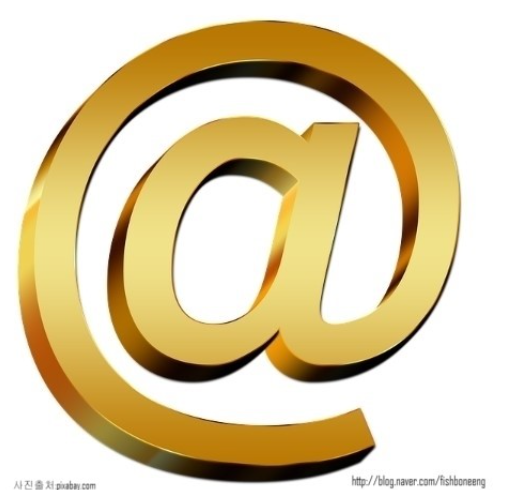 @
사진출처:pixabay.com
http://blog.naver.com/fishboneeng